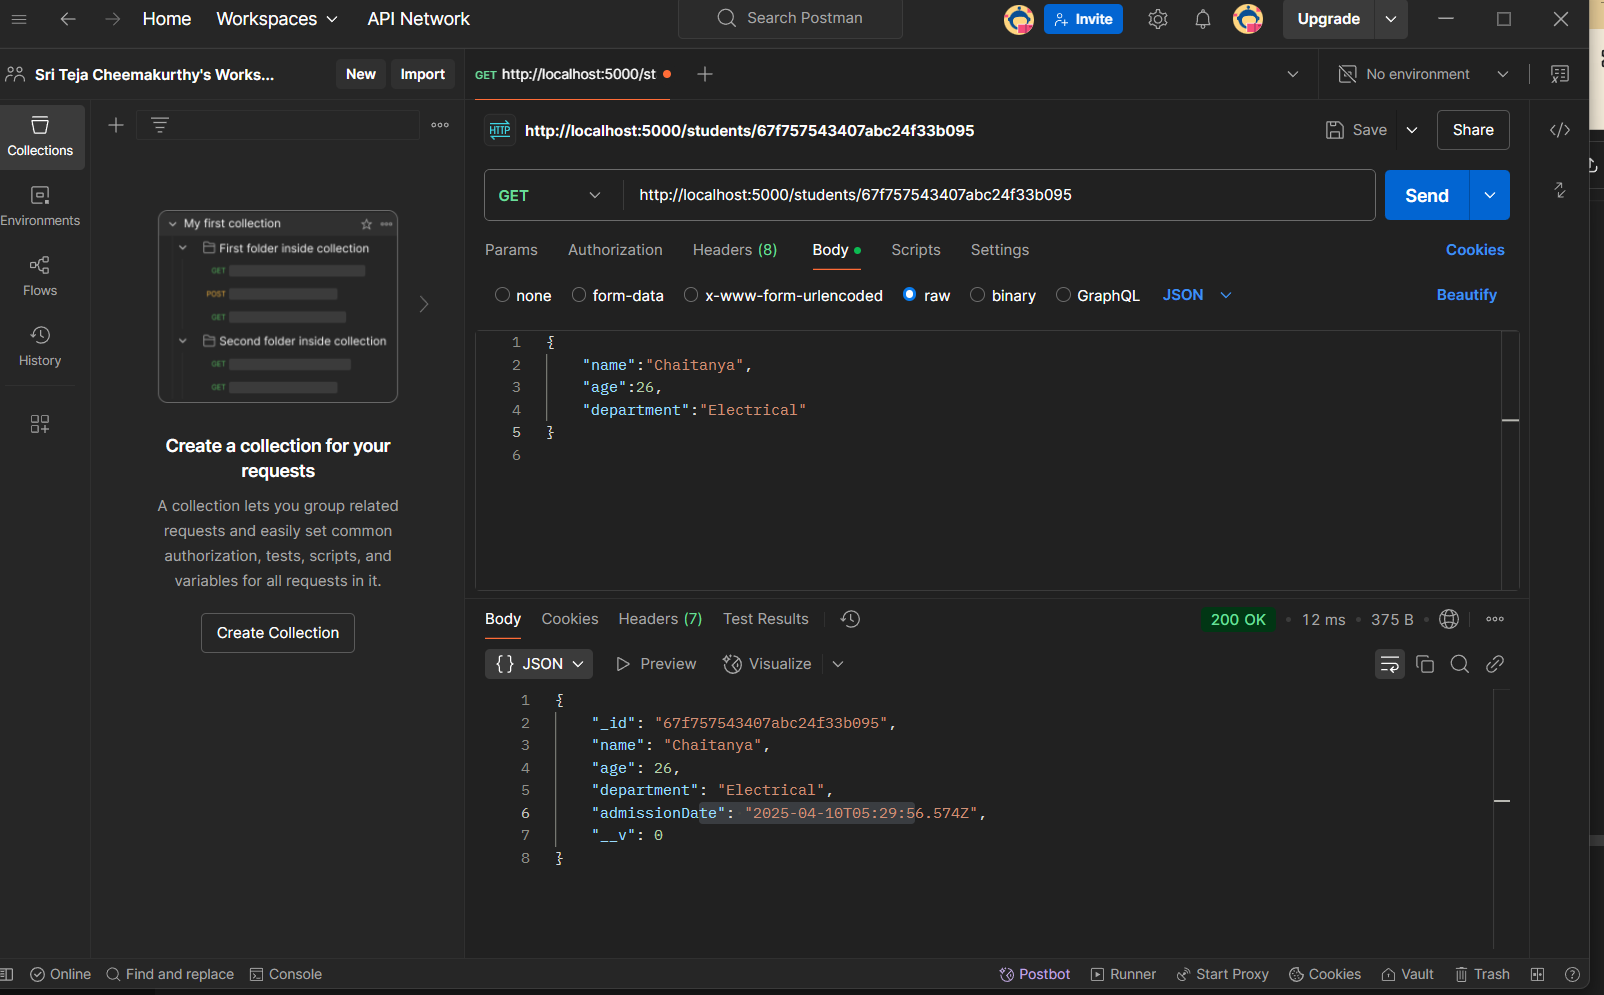 Home Workspaces API Network Search Postman Invite Upgrade
Sri Teja Cheemakurthy's Works... New Import GET http://localhost:5000/st No environment
Collections
Environments
Flows
History
My first collection
First folder inside collection
GET
POST
GET
Second folder inside collection
GET
GET
Create a collection for your
requests
A collection lets you group related
requests and easily set common
authorization, tests, scripts, and
variables for all requests in it.
Create Collection
HTTP http://localhost:5000/students/67f757543407abc24f33b095 Save Share
GET http://localhost:5000/students/67f757543407abc24f33b095 Send
Params Authorization Headers (8) Body Scripts Settings Cookies
none form-data x-www-form-urlencoded raw binary GraphQL JSON Beautify
1 {
2 "name":"Chaitanya",
3 "age":26,
4 "department":"Electrical"
5 }
6
Body Cookies Headers (7) Test Results 200 OK 12 ms 375 B
{} JSON Preview Visualize
1 {
2 "_id": "67f757543407abc24f33b095",
3 "name": "Chaitanya",
4 "age": 26,
5 "department": "Electrical",
6 "admissionDate": "2025-04-10T05:29:56.574Z",
7 "__v": 0
8 }
Online Find and replace Console Postbot Runner Start Proxy Cookies Vault Trash